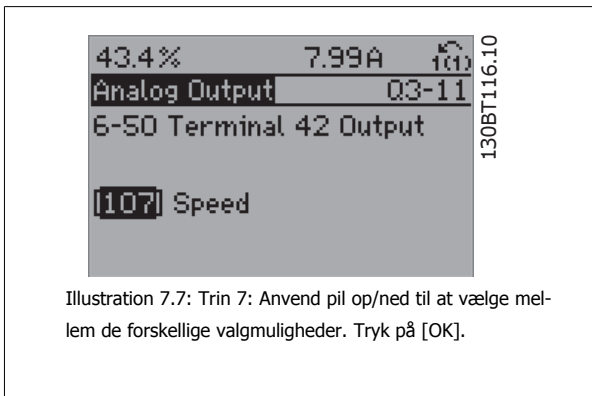 43.4%
7.99A
1(1)
Analog Output
Q3-11
6-50 Terminal 42 Output
[107] Speed
130BT116.10
Illustration 7.7: Trin 7: Anvend pil op/ned til at vælge mel-
lem de forskellige valgmuligheder. Tryk på [OK].